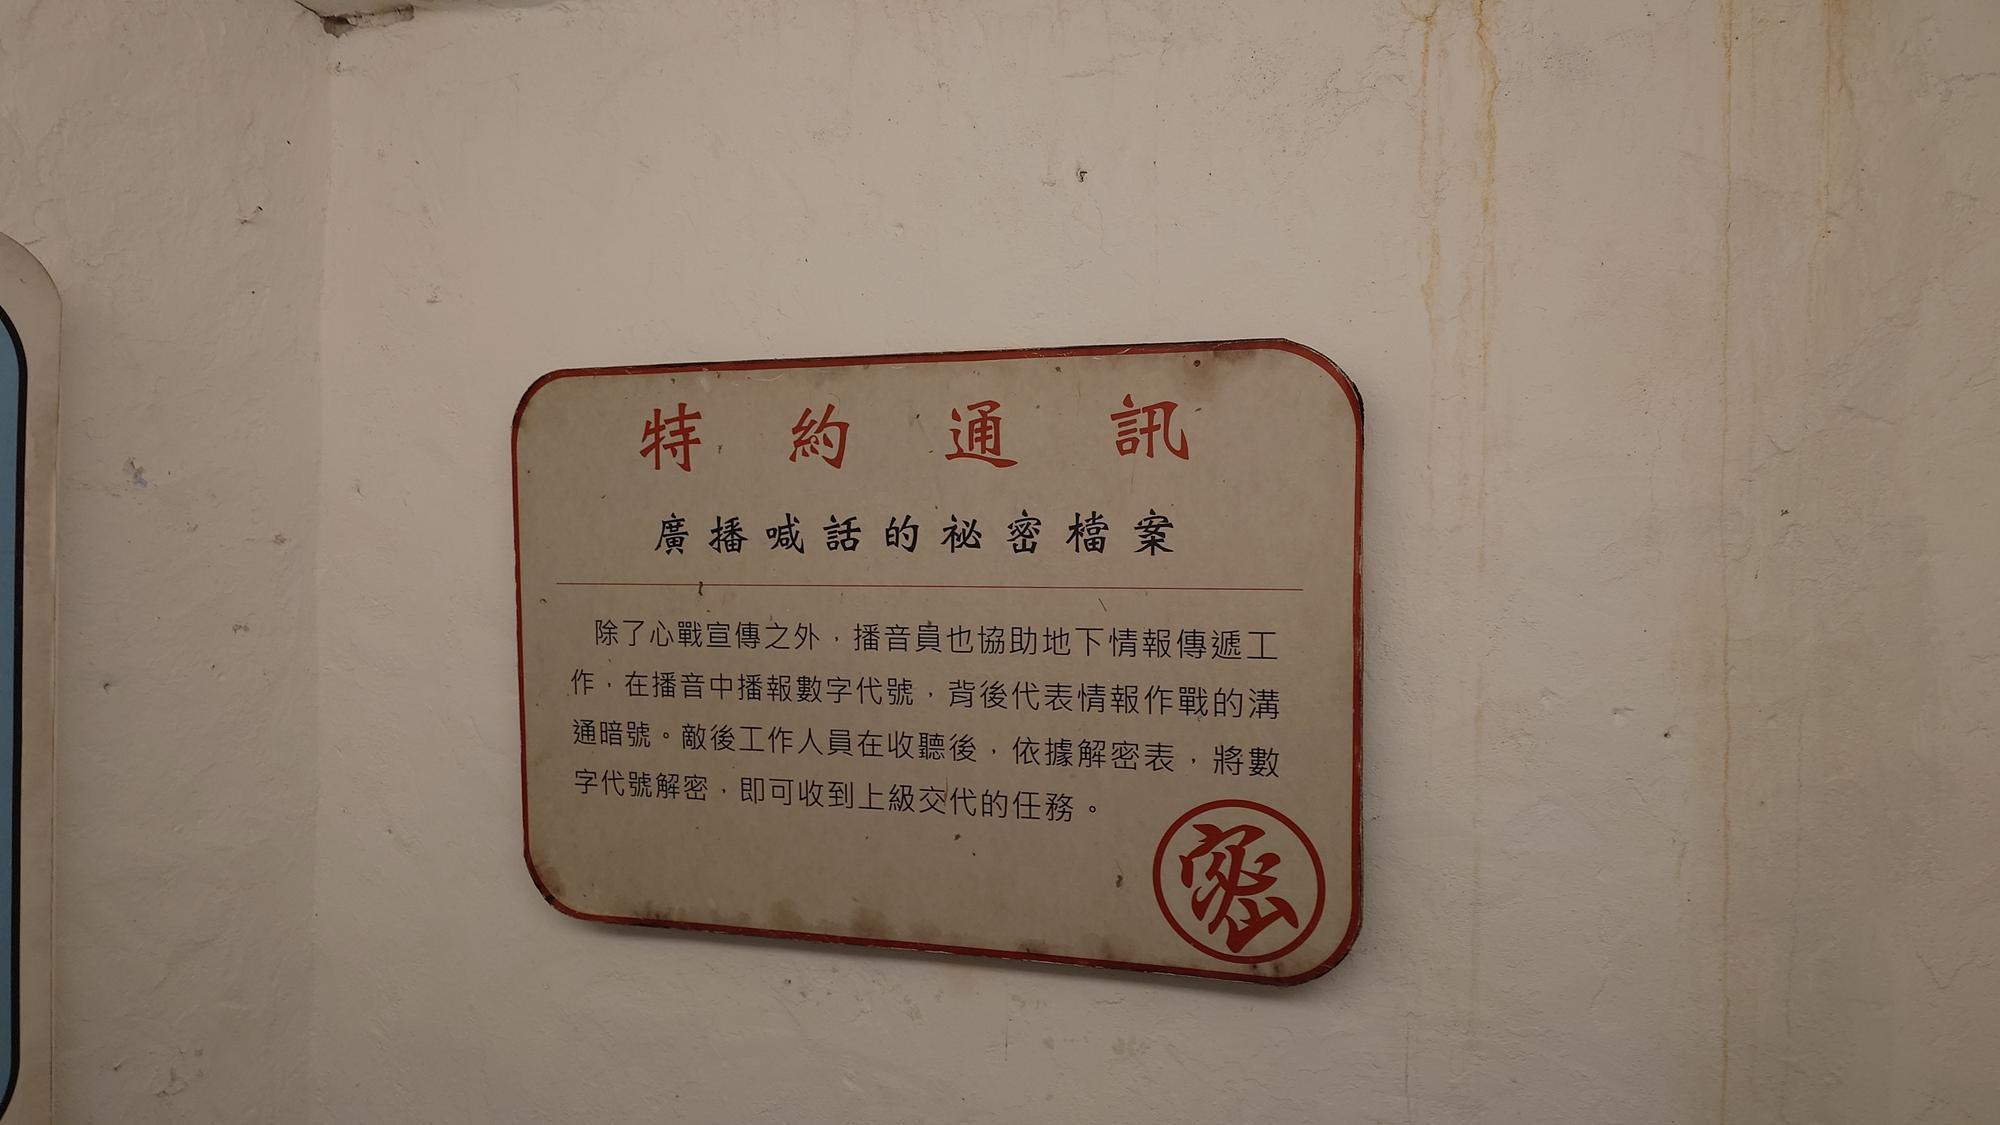 特約通訊
廣播喊話的祕密檔案
除了心戰宣傳之外，播音員也協助地下情報傳遞工
作，在播音中播報數字代號，背後代表情報作戰的溝
通暗號。敵後工作人員在收聽後，依據解密表，將數
字代號解密，即可收到上級交代的任務。
密